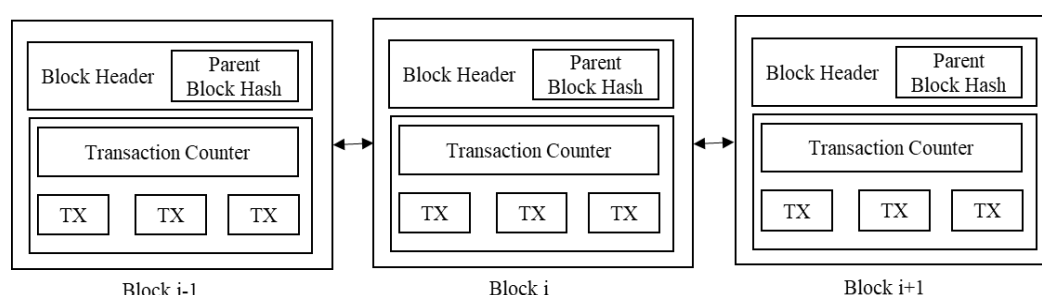 Block Header
Parent
Block Hash
Transaction Counter
TX TX TX
Block i-1
Block Header
Parent
Block Hash
Transaction Counter
TX TX TX
Block i
Block Header
Parent
Block Hash
Transaction Counter
TX TX TX
Block i+1